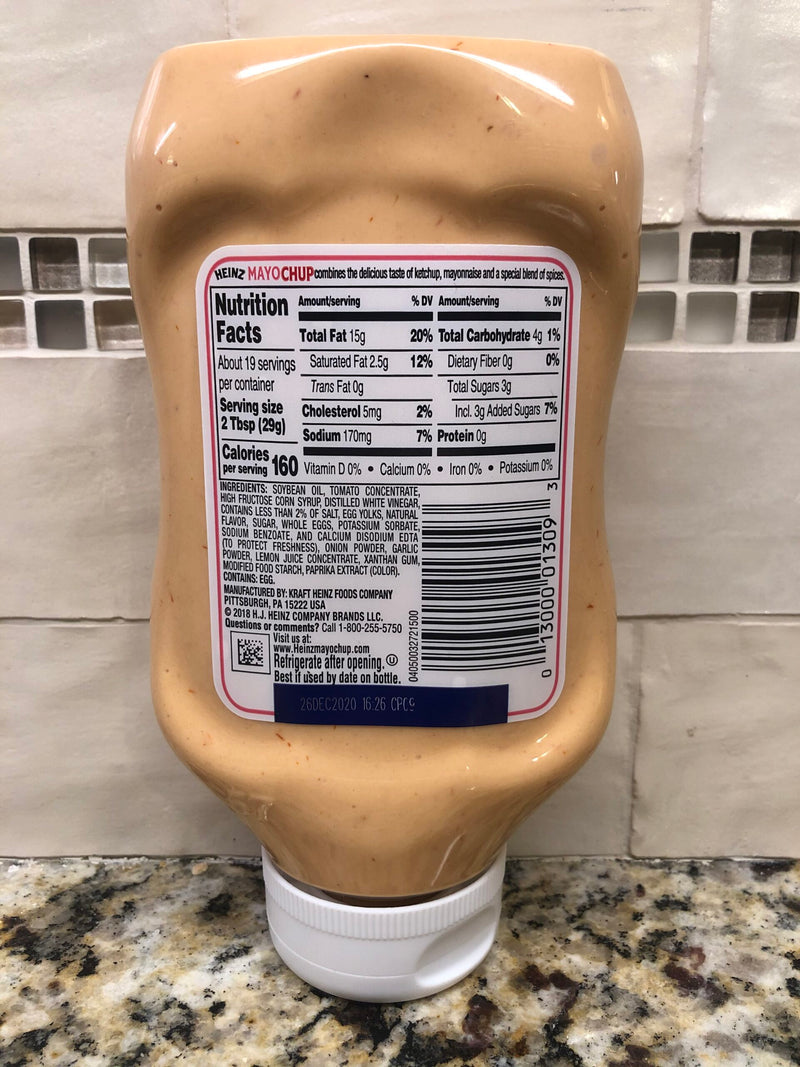 HEINZ MAYOCHUP combines the delicious taste of ketchup, mayonnaise and a special blend of spices.
Nutrition
Facts
About 19 servings
per container
Serving size
2 Tbsp (29g)
Calories
per serving 160
Amount/serving % DV
Total Fat 15g 20%
Saturated Fat 2.5g 12%
Trans Fat 0g
Cholesterol 5mg 2%
Sodium 170mg 7%
Amount/serving % DV
Total Carbohydrate 4g 1%
Dietary Fiber 0g 0%
Total Sugars 3g
Incl. 3g Added Sugars 7%
Protein 0g
Vitamin D 0% • Calcium 0% • Iron 0% • Potassium 0%
INGREDIENTS: SOYBEAN OIL, TOMATO CONCENTRATE,
HIGH FRUCTOSE CORN SYRUP, DISTILLED WHITE VINEGAR,
CONTAINS LESS THAN 2% OF SALT, EGG YOLKS, NATURAL
FLAVOR, SUGAR, WHOLE EGGS, POTASSIUM SORBATE,
SODIUM BENZOATE, AND CALCIUM DISODIUM EDTA
(TO PROTECT FRESHNESS), ONION POWDER, GARLIC
POWDER, LEMON JUICE CONCENTRATE, XANTHAN GUM,
MODIFIED FOOD STARCH, PAPRIKA EXTRACT (COLOR).
CONTAINS: EGG.
MANUFACTURED BY: KRAFT HEINZ FOODS COMPANY
PITTSBURGH, PA 15222 USA
© 2018 H.J. HEINZ COMPANY BRANDS LLC.
Questions or comments? Call 1-800-255-5750
Visit us at:
www.Heinzmayochup.com
Refrigerate after opening. Ⓤ
Best if used by date on bottle.
04050032721500
0 13000 01309 3
26DEC2020 16:26 CPC9